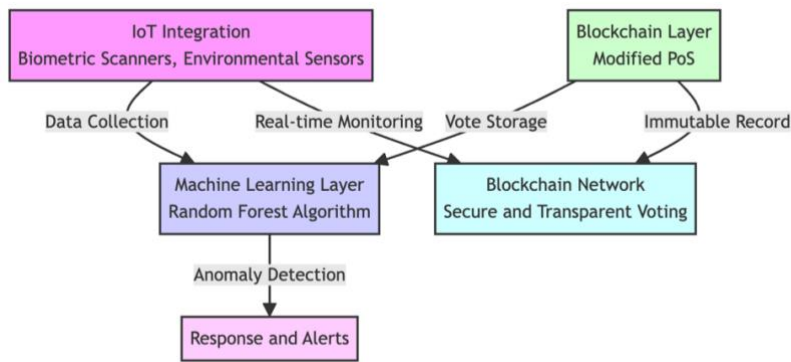 IoT Integration
Biometric Scanners, Environmental Sensors
Blockchain Layer
Modified PoS
Data Collection
Real-time Monitoring
Vote Storage
Immutable Record
Machine Learning Layer
Random Forest Algorithm
Blockchain Network
Secure and Transparent Voting
Anomaly Detection
Response and Alerts